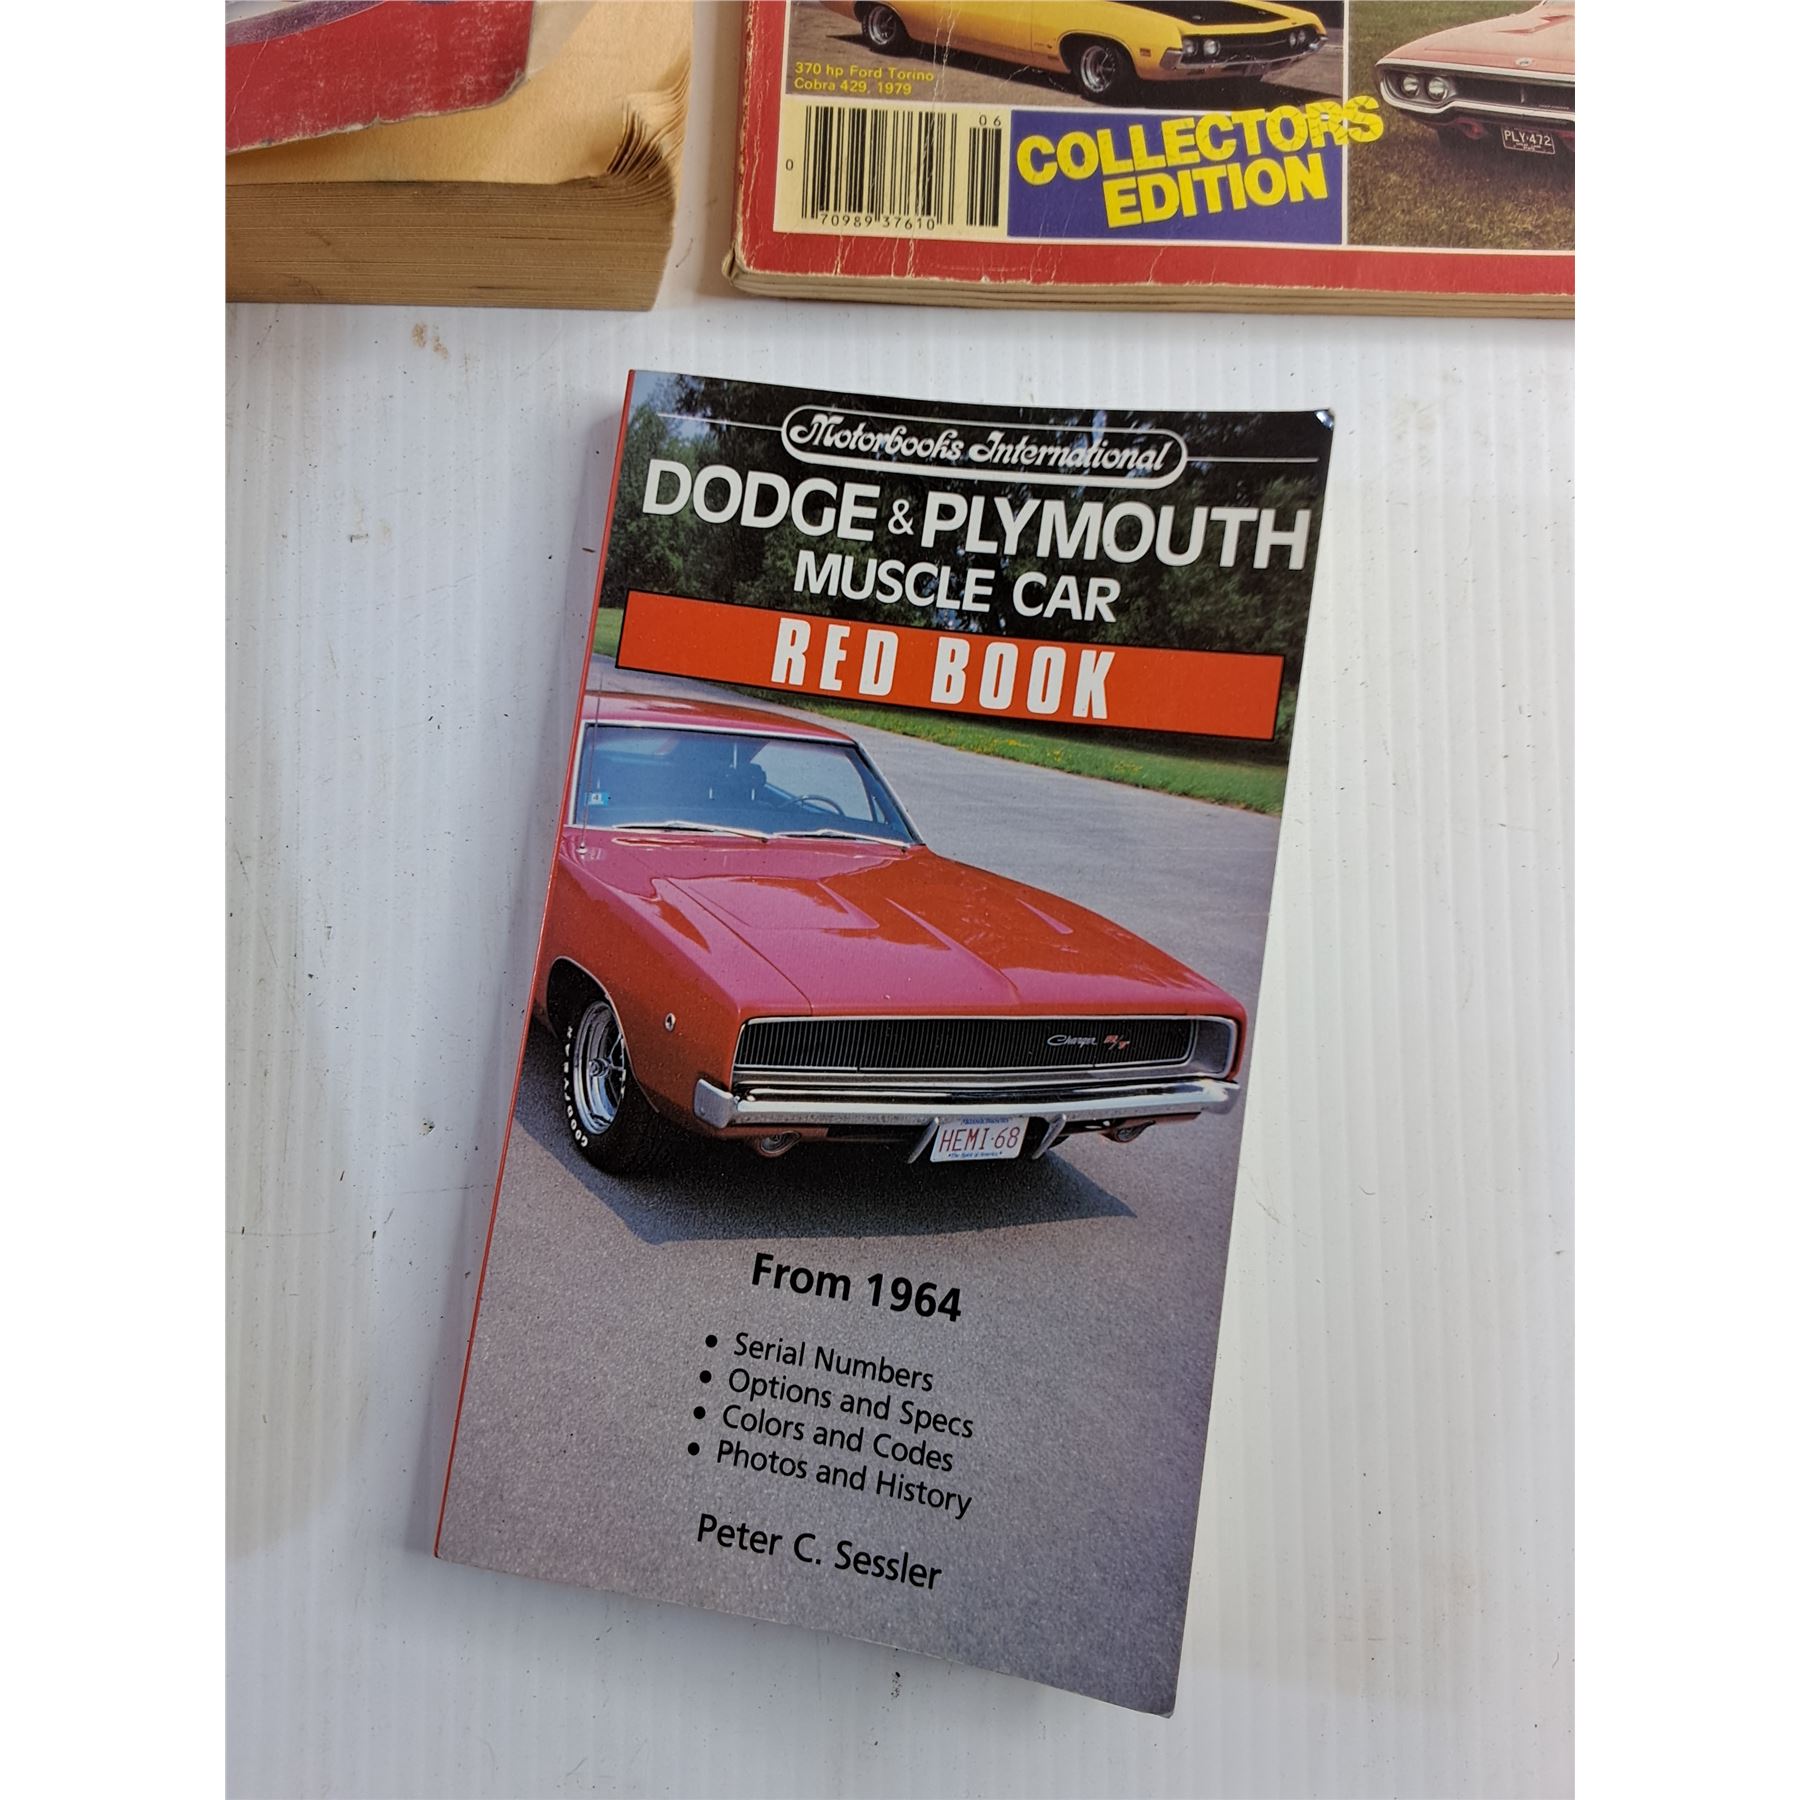 370 hp Ford Torino
Cobra 429, 1979
06
0
70989 37610
COLLECTORS
EDITION
PLY·472
Motorbooks International
DODGE & PLYMOUTH
MUSCLE CAR
RED BOOK
4
Charger R/T
GOODYEAR
HEMI·68
From 1964
• Serial Numbers
• Options and Specs
• Colors and Codes
• Photos and History
Peter C. Sessler